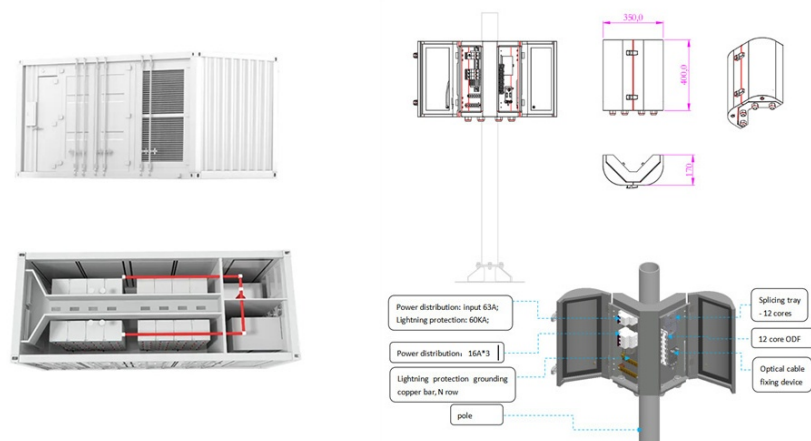 350,0
400,0
170
Power distribution: input 63A;
Lightning protection: 60KA;
Power distribution：16A*3
Lightning protection grounding
copper bar, N row
pole
Splicing tray
- 12 cores
12 core ODF
Optical cable
fixing device